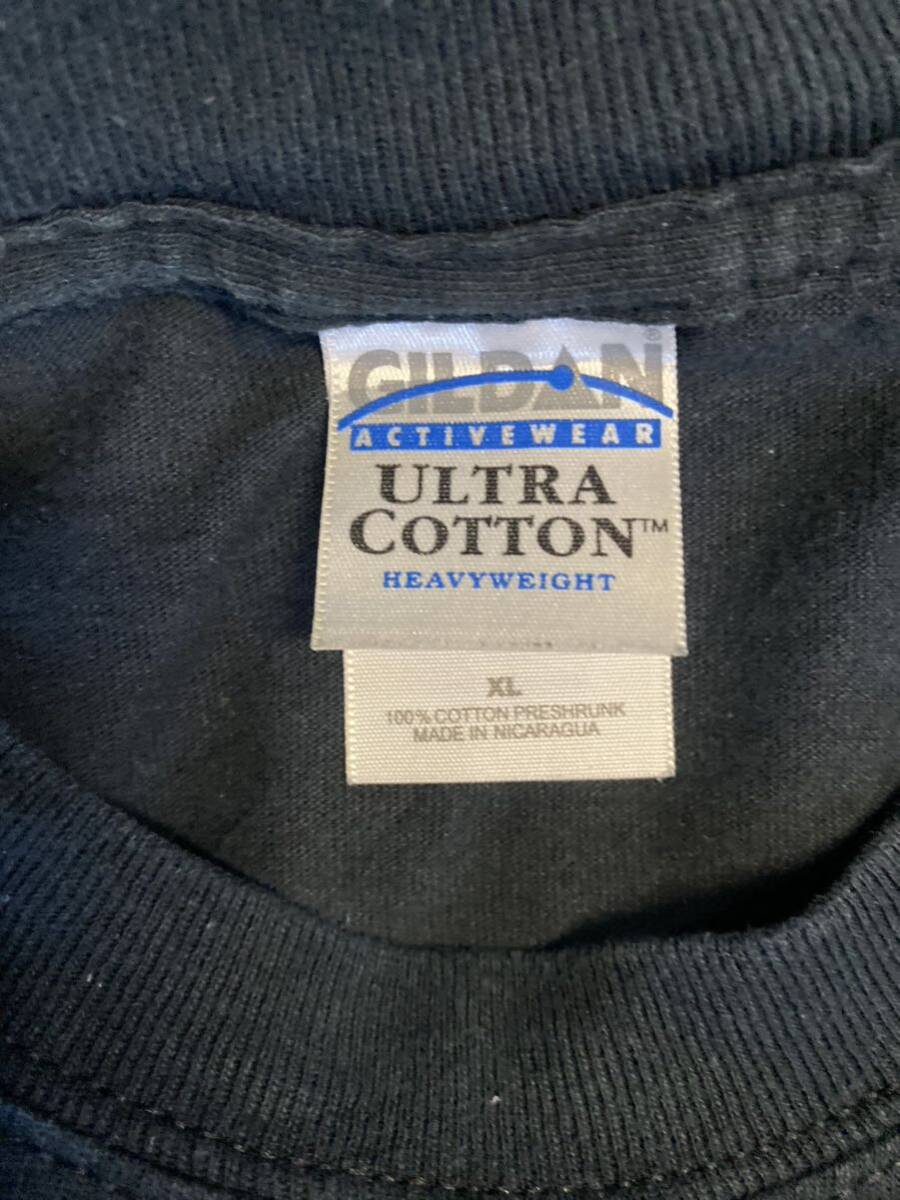 GILDAN®
ACTIVEWEAR
ULTRA
COTTON™
HEAVYWEIGHT
XL
100% COTTON PRESHRUNK
MADE IN NICARAGUA